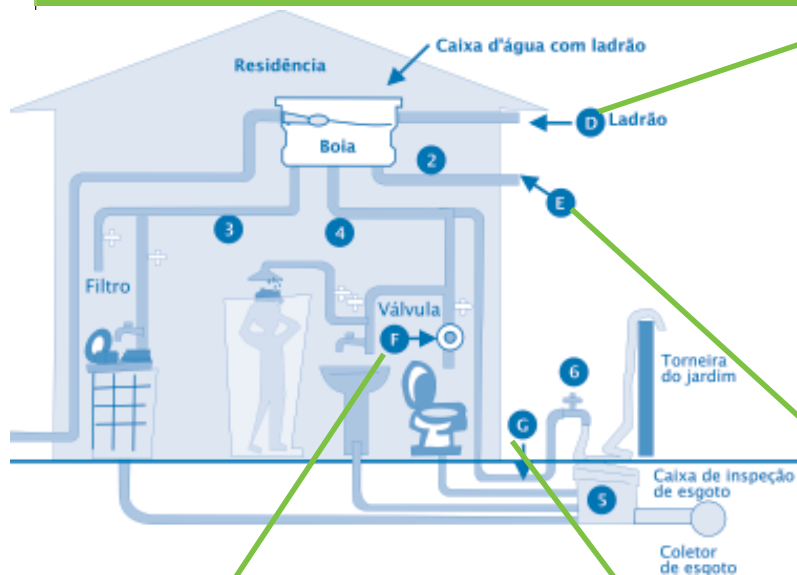 Caixa d'água com ladrão
Residência
D Ladrão
Boia
2
E
3
4
Filtro
Válvula
F
6
Torneira
do jardim
G
Caixa de inspeção
de esgoto
5
Coletor
de esgoto